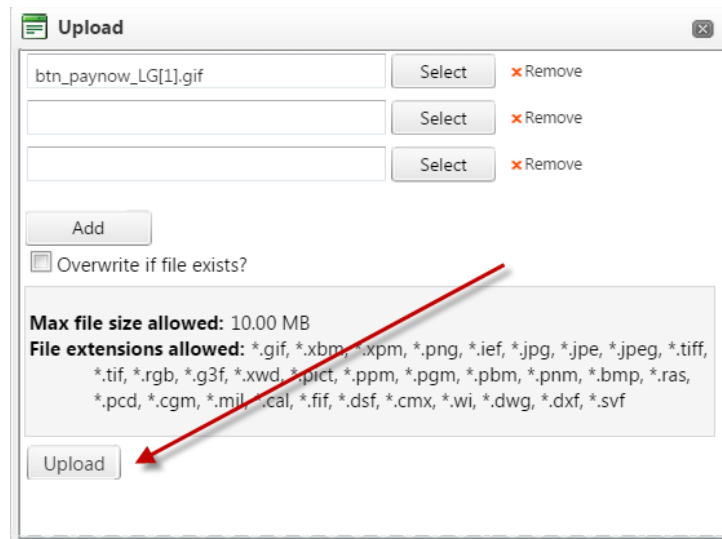 Upload
btn_paynow_LG[1].gif Select Remove
Select Remove
Select Remove
Add
Overwrite if file exists?
Max file size allowed: 10.00 MB
File extensions allowed: *.gif, *.xbm, *.xpm, *.png, *.ief, *.jpg, *.jpe, *.jpeg, *.tiff,
*.tif, *.rgb, *.g3f, *.xwd, *.pict, *.ppm, *.pgm, *.pbm, *.pnm, *.bmp, *.ras,
*.pcd, *.cgm, *.mil, *.cal, *.fif, *.dsf, *.cmx, *.wi, *.dwg, *.dxf, *.svf
Upload